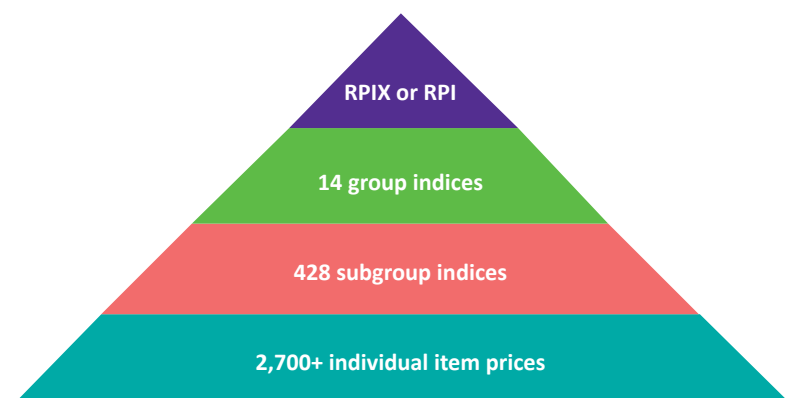 RPIX or RPI
14 group indices
428 subgroup indices
2,700+ individual item prices